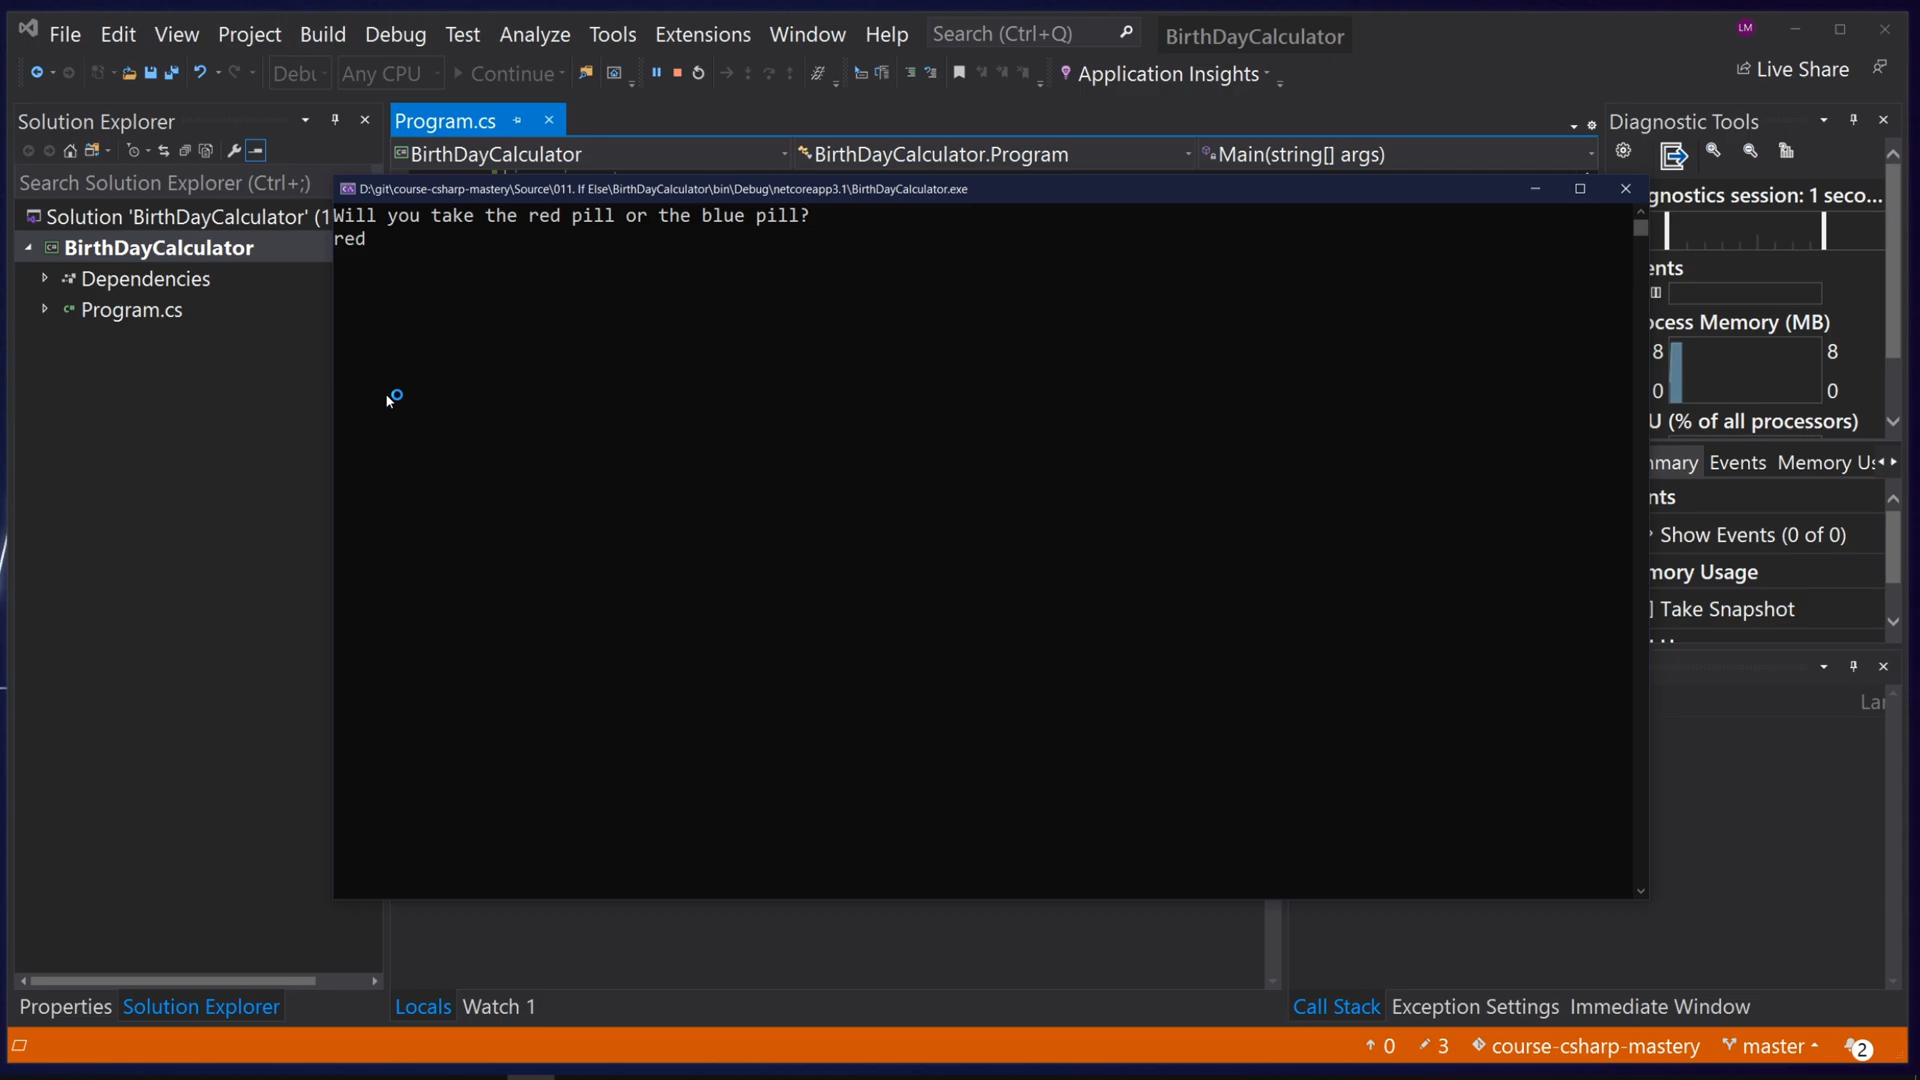 File Edit View Project Build Debug Test Analyze Tools Extensions Window Help Search (Ctrl+Q) BirthDayCalculator LM
Debu Any CPU Continue Application Insights Live Share
Solution Explorer
Search Solution Explorer (Ctrl+;)
Solution 'BirthDayCalculator' (1
BirthDayCalculator
Dependencies
Program.cs
Program.cs
BirthDayCalculator BirthDayCalculator.Program Main(string[] args)
D:\git\course-csharp-mastery\Source\011. If Else\BirthDayCalculator\bin\Debug\netcoreapp3.1\BirthDayCalculator.exe
Will you take the red pill or the blue pill?
red
Diagnostic Tools
gnostics session: 1 seco...
ents
ocess Memory (MB)
8 8
0 0
U (% of all processors)
mmary Events Memory Us
nts
Show Events (0 of 0)
mory Usage
Take Snapshot
Lar
Properties Solution Explorer
Locals Watch 1
Call Stack Exception Settings Immediate Window
0 3 course-csharp-mastery master 2